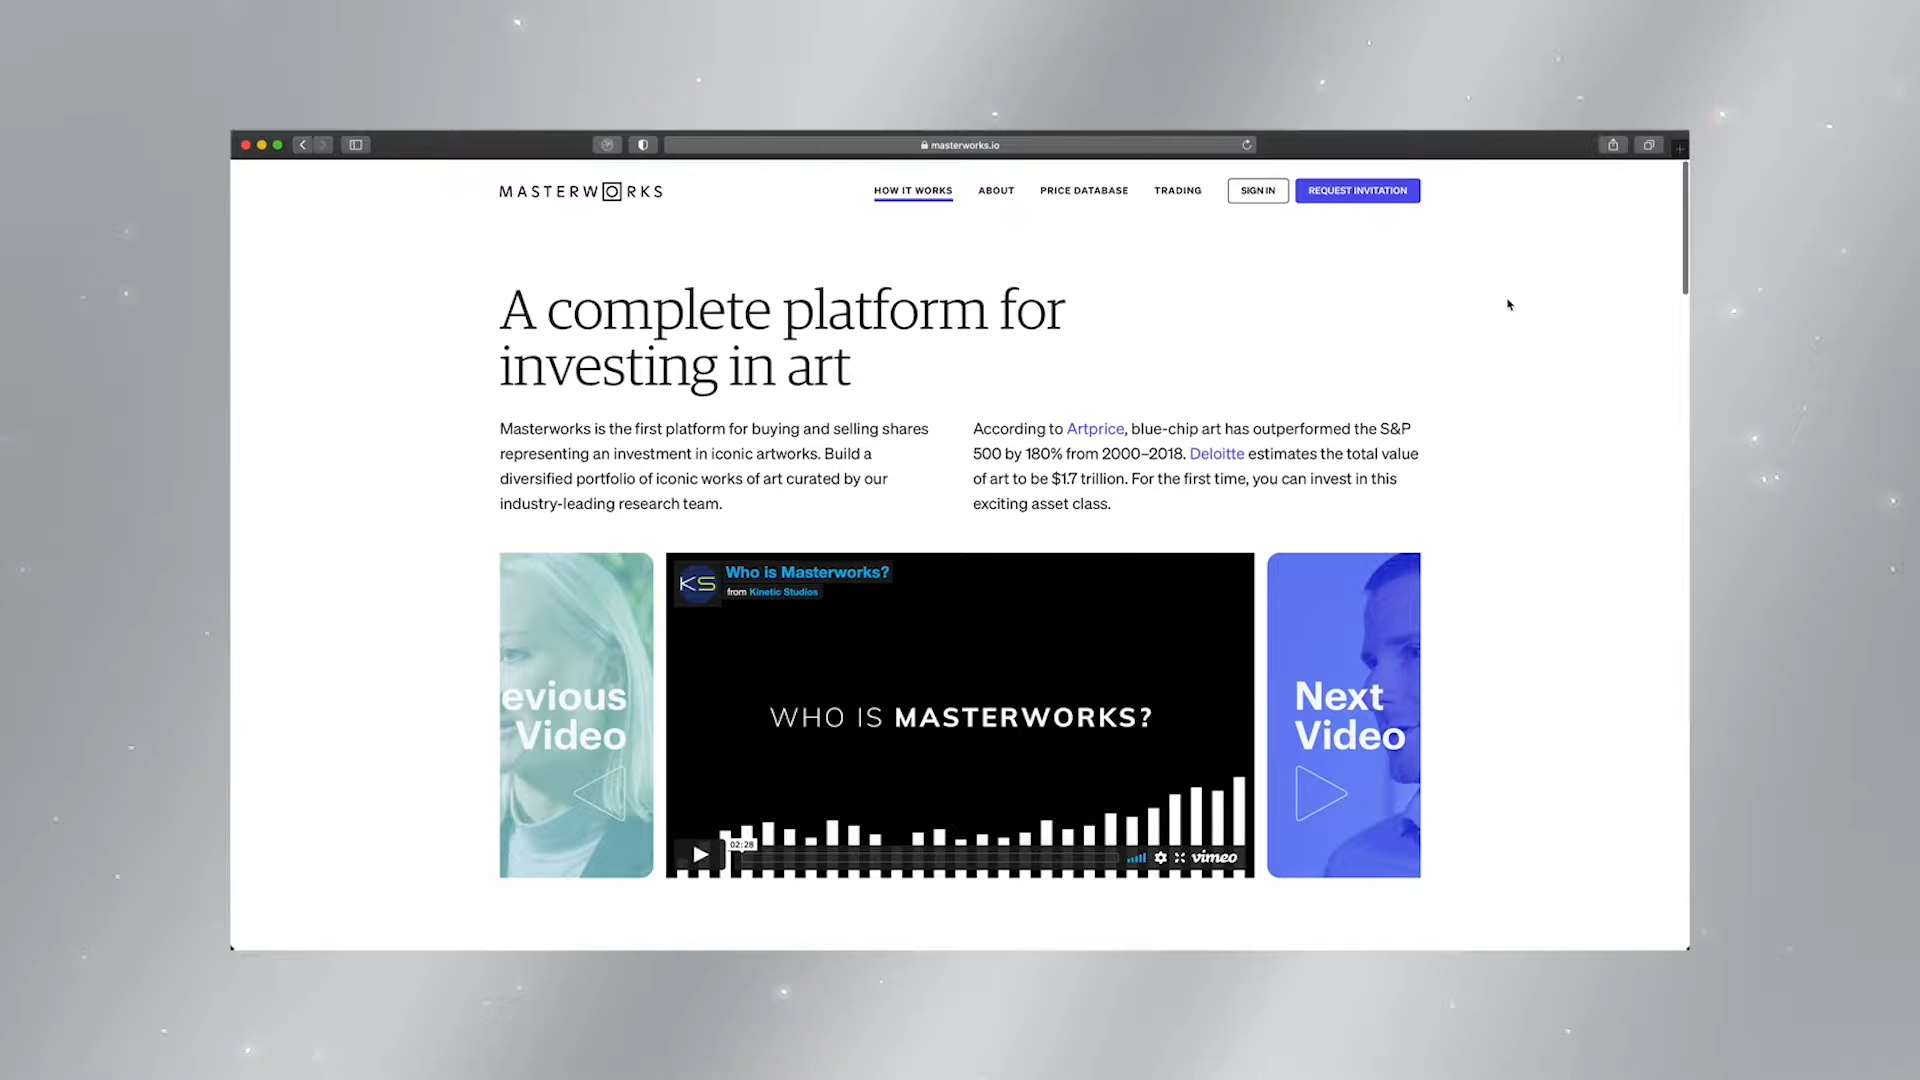 masterworks.io
MASTERWORKS
HOW IT WORKS
ABOUT
PRICE DATABASE
TRADING
SIGN IN
REQUEST INVITATION
A complete platform for
investing in art
Masterworks is the first platform for buying and selling shares
representing an investment in iconic artworks. Build a
diversified portfolio of iconic works of art curated by our
industry-leading research team.
According to Artprice, blue-chip art has outperformed the S&P
500 by 180% from 2000–2018. Deloitte estimates the total value
of art to be $1.7 trillion. For the first time, you can invest in this
exciting asset class.
evious
Video
KS
Who is Masterworks?
from Kinetic Studios
WHO IS MASTERWORKS?
02:28
vimeo
Next
Video